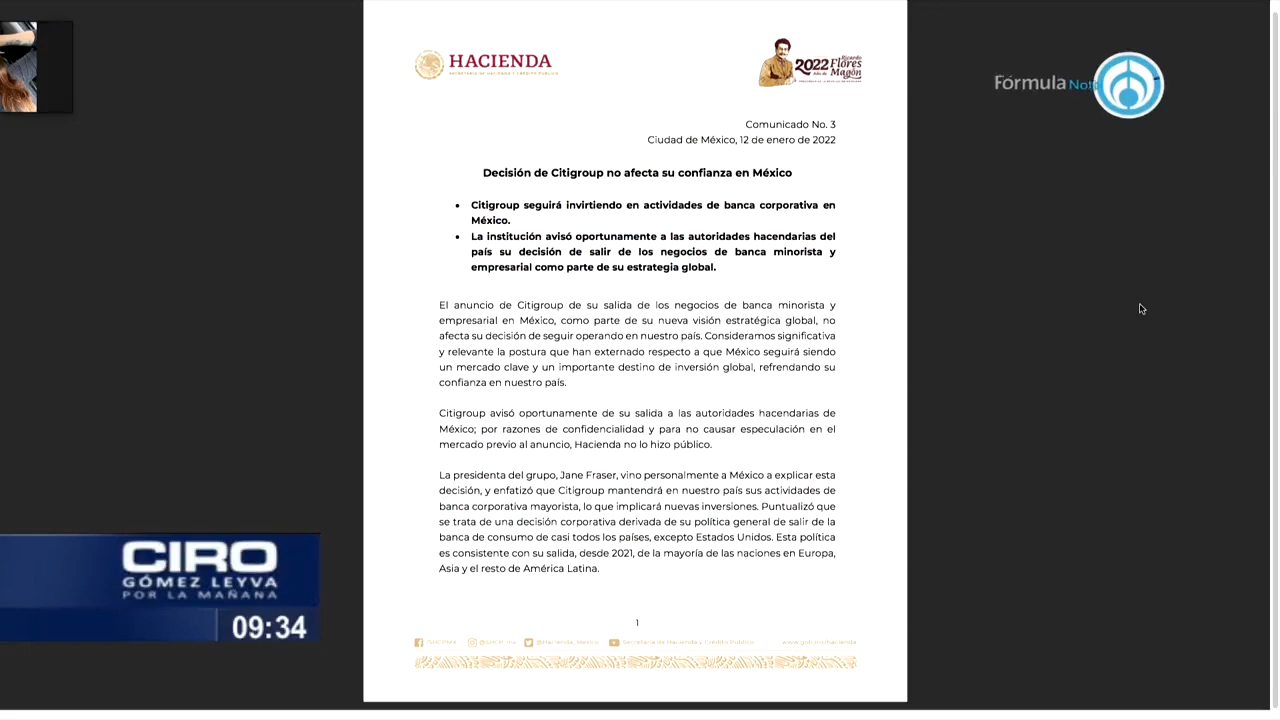 HACIENDA
SECRETARÍA DE HACIENDA Y CRÉDITO PÚBLICO
2022 Ricardo
Flores
Año de Magón
Fórmula Noti
Comunicado No. 3
Ciudad de México, 12 de enero de 2022
Decisión de Citigroup no afecta su confianza en México
• Citigroup seguirá invirtiendo en actividades de banca corporativa en
México.
• La institución avisó oportunamente a las autoridades hacendarias del
país su decisión de salir de los negocios de banca minorista y
empresarial como parte de su estrategia global.
El anuncio de Citigroup de su salida de los negocios de banca minorista y
empresarial en México, como parte de su nueva visión estratégica global, no
afecta su decisión de seguir operando en nuestro país. Consideramos significativa
y relevante la postura que han externado respecto a que México seguirá siendo
un mercado clave y un importante destino de inversión global, refrendando su
confianza en nuestro país.
Citigroup avisó oportunamente de su salida a las autoridades hacendarias de
México; por razones de confidencialidad y para no causar especulación en el
mercado previo al anuncio, Hacienda no lo hizo público.
La presidenta del grupo, Jane Fraser, vino personalmente a México a explicar esta
decisión, y enfatizó que Citigroup mantendrá en nuestro país sus actividades de
banca corporativa mayorista, lo que implicará nuevas inversiones. Puntualizó que
se trata de una decisión corporativa derivada de su política general de salir de la
banca de consumo de casi todos los países, excepto Estados Unidos. Esta política
es consistente con su salida, desde 2021, de la mayoría de las naciones en Europa,
Asia y el resto de América Latina.
CIRO
GÓMEZ LEYVA
POR LA MAÑANA
09:34
1
@Hacienda_Mexico Secretaría de Hacienda y Crédito Público www.gob.mx/hacienda